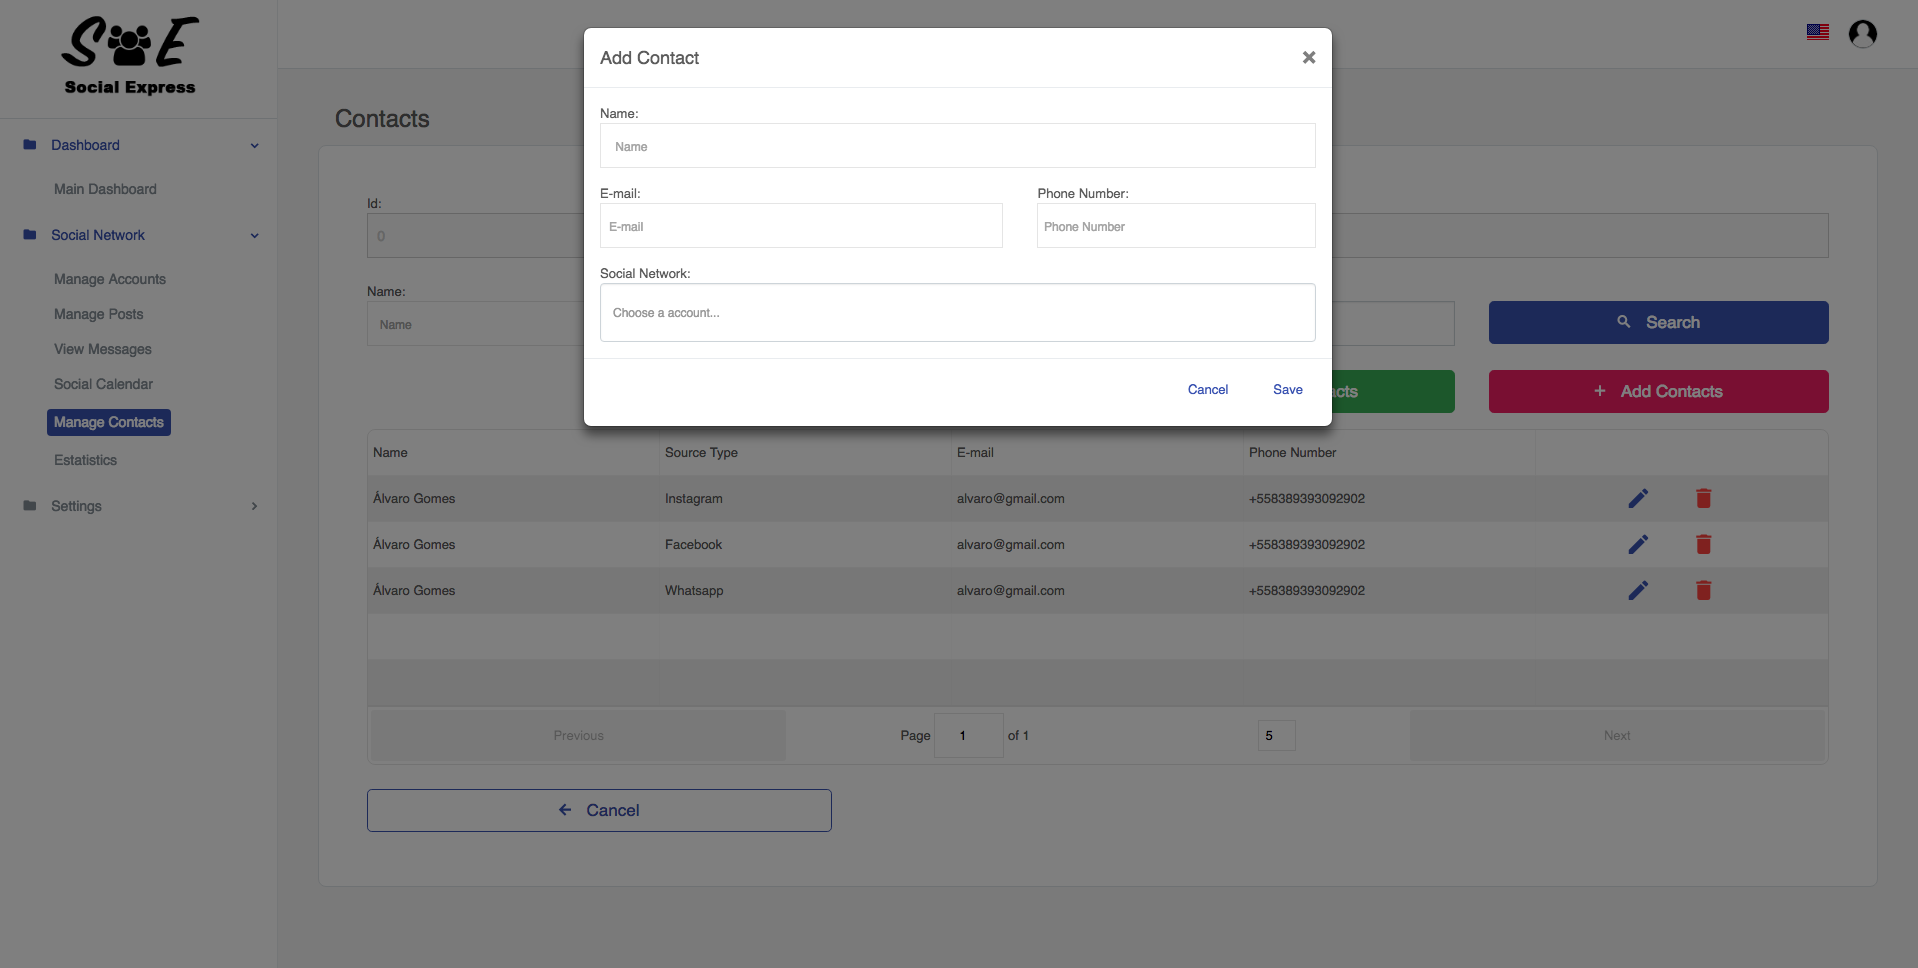 S E
Social Express
Dashboard
Main Dashboard
Social Network
Manage Accounts
Manage Posts
View Messages
Social Calendar
Manage Contacts
Estatistics
Settings
Contacts
Id:
0
Name:
Name
Search
acts
+ Add Contacts
Add Contact
×
Name:
Name
E-mail:
Phone Number:
E-mail
Phone Number
Social Network:
Choose a account...
Cancel
Save
Name Source Type E-mail Phone Number
Álvaro Gomes Instagram alvaro@gmail.com +558389393092902
Álvaro Gomes Facebook alvaro@gmail.com +558389393092902
Álvaro Gomes Whatsapp alvaro@gmail.com +558389393092902
Previous Page 1 of 1 5 Next
Cancel